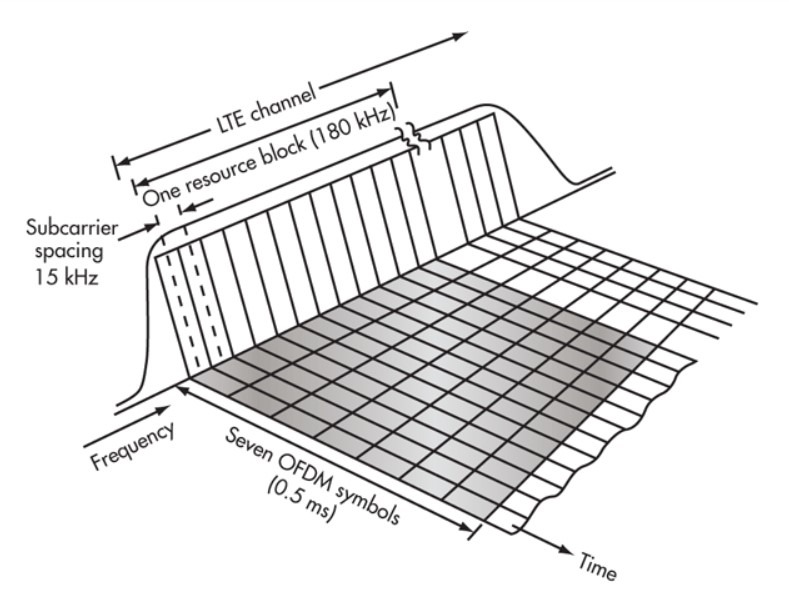 LTE channel
One resource block (180 kHz)
Subcarrier
spacing
15 kHz
Frequency
Seven OFDM symbols
(0.5 ms)
Time